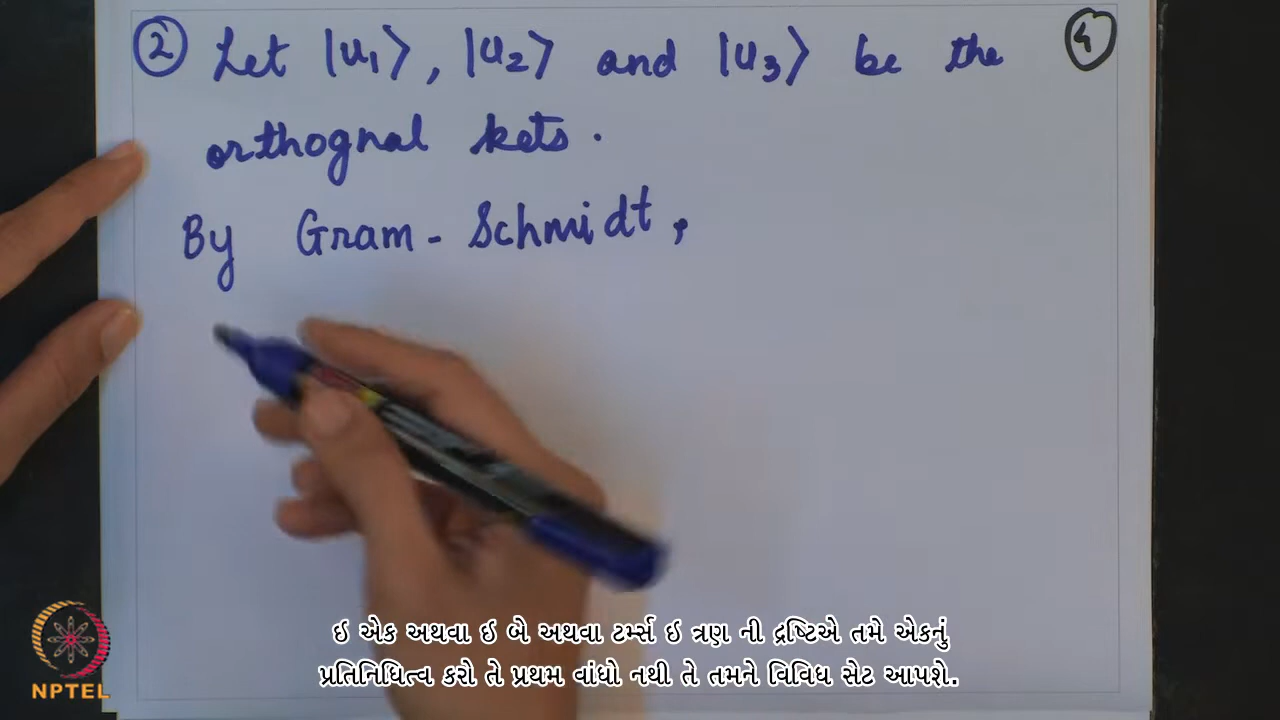 ② Let |u₁⟩, |u₂⟩ and |u₃⟩ be the ④
orthognal kets.
By Gram - Schmidt,
ઇ એક અથવા ઇ બે અથવા ટર્મ્સ ઇ ત્રણ ની દ્રષ્ટિએ તમે એકનું
પ્રતિનિધિત્વ કરો તે પ્રથમ વાંધો નથી તે તમને વિવિધ સેટ આપશે.
NPTEL